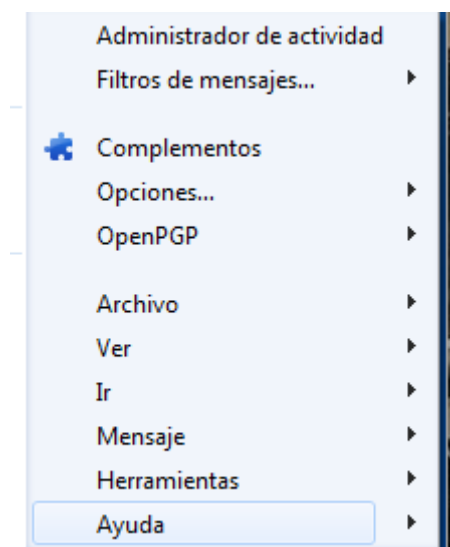 Administrador de actividad
Filtros de mensajes...
Complementos
Opciones...
OpenPGP
Archivo
Ver
Ir
Mensaje
Herramientas
Ayuda